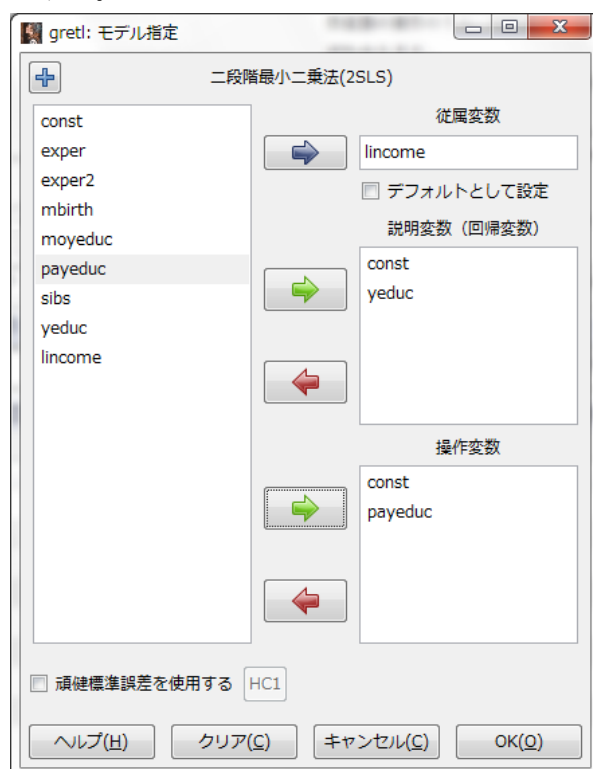 gretl: モデル指定
二段階最小二乗法(2SLS)
const
exper
exper2
mbirth
moyeduc
payeduc
sibs
yeduc
lincome
従属変数
lincome
デフォルトとして設定
説明変数（回帰変数）
const
yeduc
操作変数
const
payeduc
頑健標準誤差を使用する
HC1
ヘルプ(H)
クリア(C)
キャンセル(C)
OK(O)